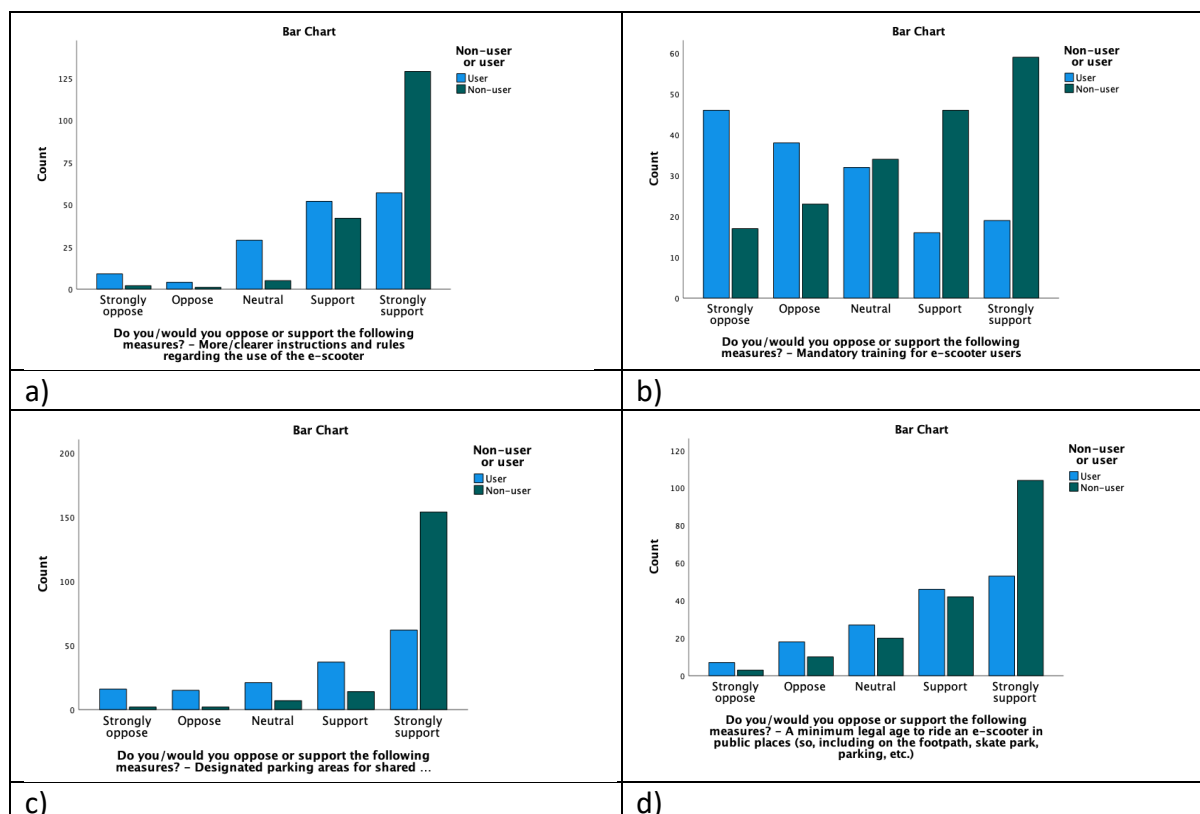 Bar Chart
Non-user
or user
User
Non-user
Count
125
100
75
50
25
0
Strongly
oppose
Oppose
Neutral
Support
Strongly
support
Do you/would you oppose or support the following
measures? – More/clearer instructions and rules
regarding the use of the e-scooter
a)
Bar Chart
Non-user
or user
User
Non-user
Count
60
50
40
30
20
10
0
Strongly
oppose
Oppose
Neutral
Support
Strongly
support
Do you/would you oppose or support the following
measures? – Mandatory training for e-scooter users
b)
Bar Chart
Non-user
or user
User
Non-user
Count
200
150
100
50
0
Strongly
oppose
Oppose
Neutral
Support
Strongly
support
Do you/would you oppose or support the following
measures? – Designated parking areas for shared ...
c)
Bar Chart
Non-user
or user
User
Non-user
Count
120
100
80
60
40
20
0
Strongly
oppose
Oppose
Neutral
Support
Strongly
support
Do you/would you oppose or support the following
measures? – A minimum legal age to ride an e-scooter in
public places (so, including on the footpath, skate park,
parking, etc.)
d)